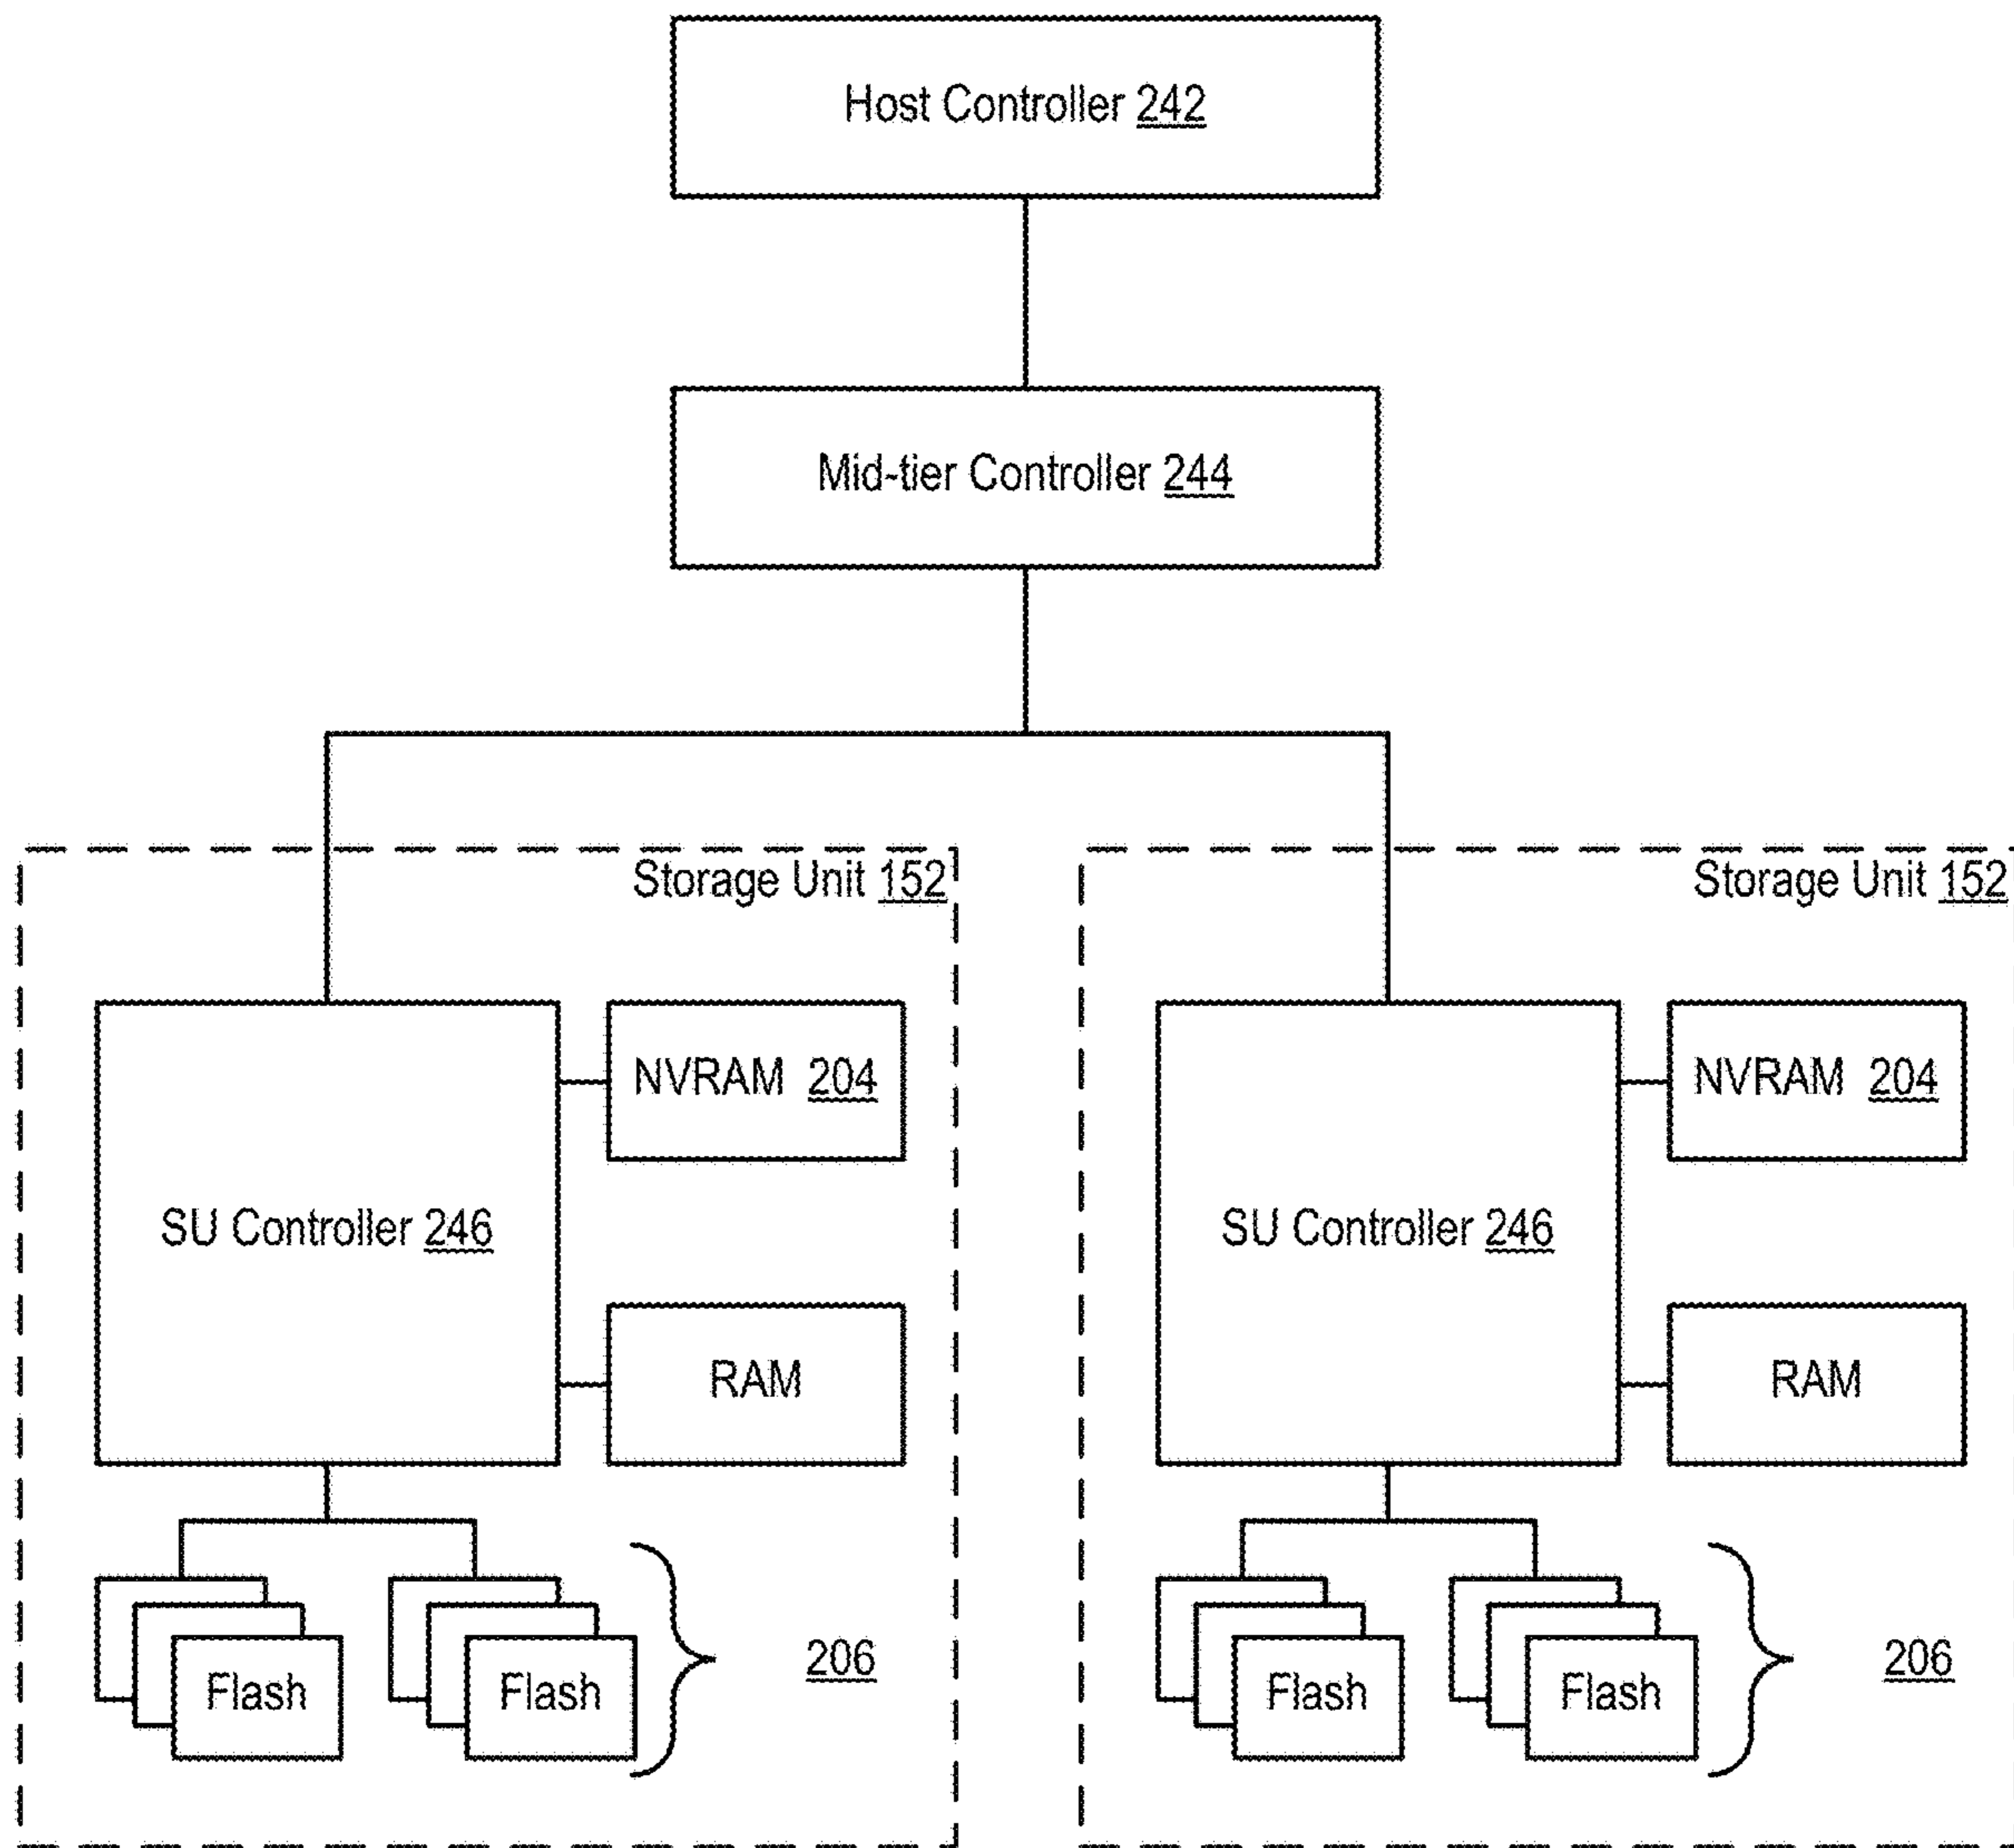 Host Controller 242
Mid-tier Controller 244
Storage Unit 152
Storage Unit 152
NVRAM 204
NVRAM 204
SU Controller 246
SU Controller 246
RAM
RAM
Flash
Flash
206
Flash
Flash
206